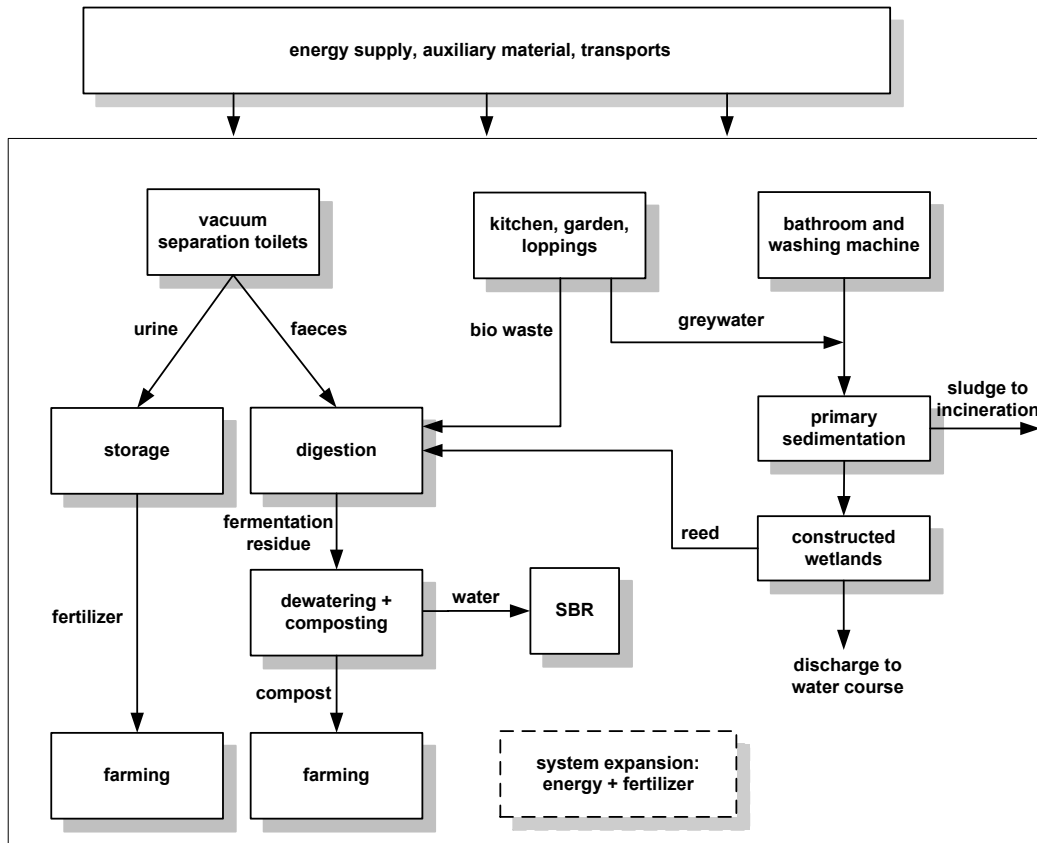 energy supply, auxiliary material, transports
vacuum
separation toilets
kitchen, garden,
loppings
bathroom and
washing machine
urine
faeces
bio waste
greywater
sludge to
incineration
storage
digestion
primary
sedimentation
fermentation
residue
reed
constructed
wetlands
fertilizer
dewatering +
composting
water
SBR
compost
discharge to
water course
farming
farming
system expansion:
energy + fertilizer